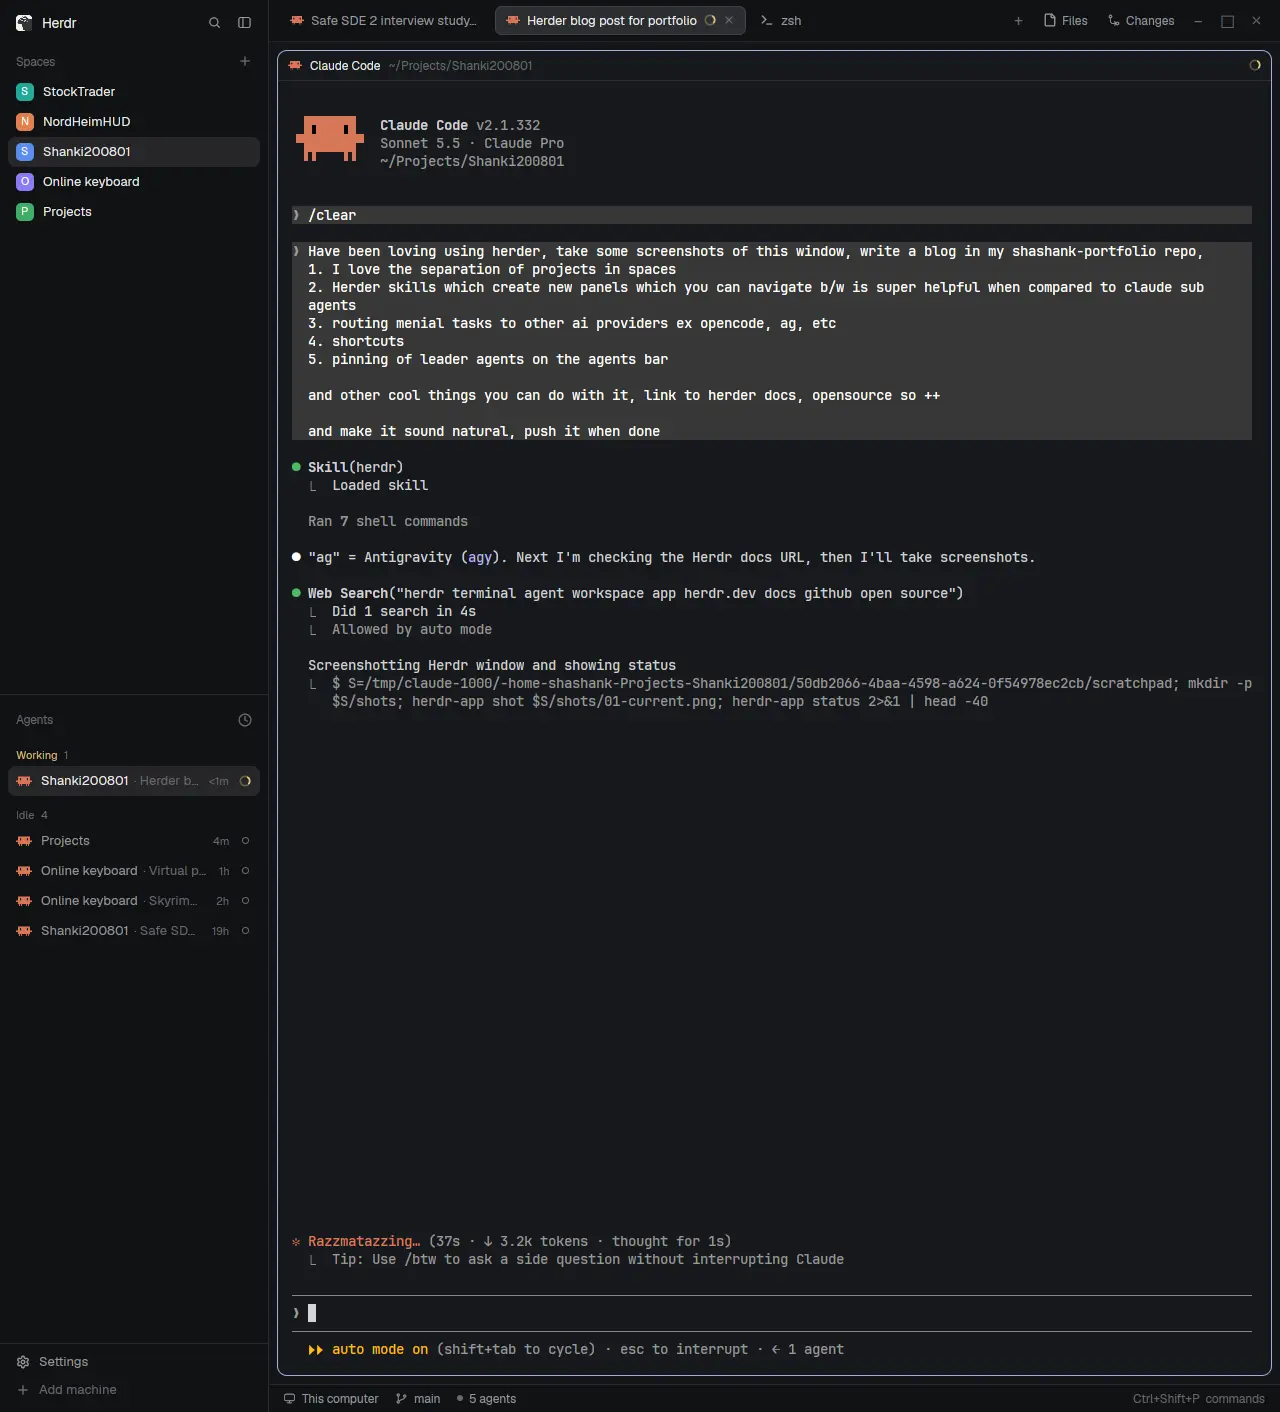 Herdr
Spaces
S StockTrader
N NordHeimHUD
S Shanki200801
O Online keyboard
P Projects
Agents
Working 1
Shanki200801 · Herder b... <1m
Idle 4
Projects 4m
Online keyboard · Virtual p... 1h
Online keyboard · Skyrim... 2h
Shanki200801 · Safe SD... 19h
Settings
+ Add machine
Safe SDE 2 interview study... Herder blog post for portfolio × >_ zsh + Files Changes − □ ×
Claude Code ~/Projects/Shanki200801
Claude Code v2.1.332
Sonnet 5.5 · Claude Pro
~/Projects/Shanki200801
❯ /clear
❯ Have been loving using herder, take some screenshots of this window, write a blog in my shashank-portfolio repo,
1. I love the separation of projects in spaces
2. Herder skills which create new panels which you can navigate b/w is super helpful when compared to claude sub
agents
3. routing menial tasks to other ai providers ex opencode, ag, etc
4. shortcuts
5. pinning of leader agents on the agents bar
and other cool things you can do with it, link to herder docs, opensource so ++
and make it sound natural, push it when done
● Skill(herdr)
⎿ Loaded skill
Ran 7 shell commands
● "ag" = Antigravity (agy). Next I'm checking the Herdr docs URL, then I'll take screenshots.
● Web Search("herdr terminal agent workspace app herdr.dev docs github open source")
⎿ Did 1 search in 4s
⎿ Allowed by auto mode
Screenshotting Herdr window and showing status
⎿ $ S=/tmp/claude-1000/-home-shashank-Projects-Shanki200801/50db2066-4baa-4598-a624-0f54978ec2cb/scratchpad; mkdir -p
$S/shots; herdr-app shot $S/shots/01-current.png; herdr-app status 2>&1 | head -40
✻ Razzmatazzing… (37s · ↓ 3.2k tokens · thought for 1s)
⎿ Tip: Use /btw to ask a side question without interrupting Claude
❯
⏵⏵ auto mode on (shift+tab to cycle) · esc to interrupt · ← 1 agent
This computer main 5 agents Ctrl+Shift+P commands